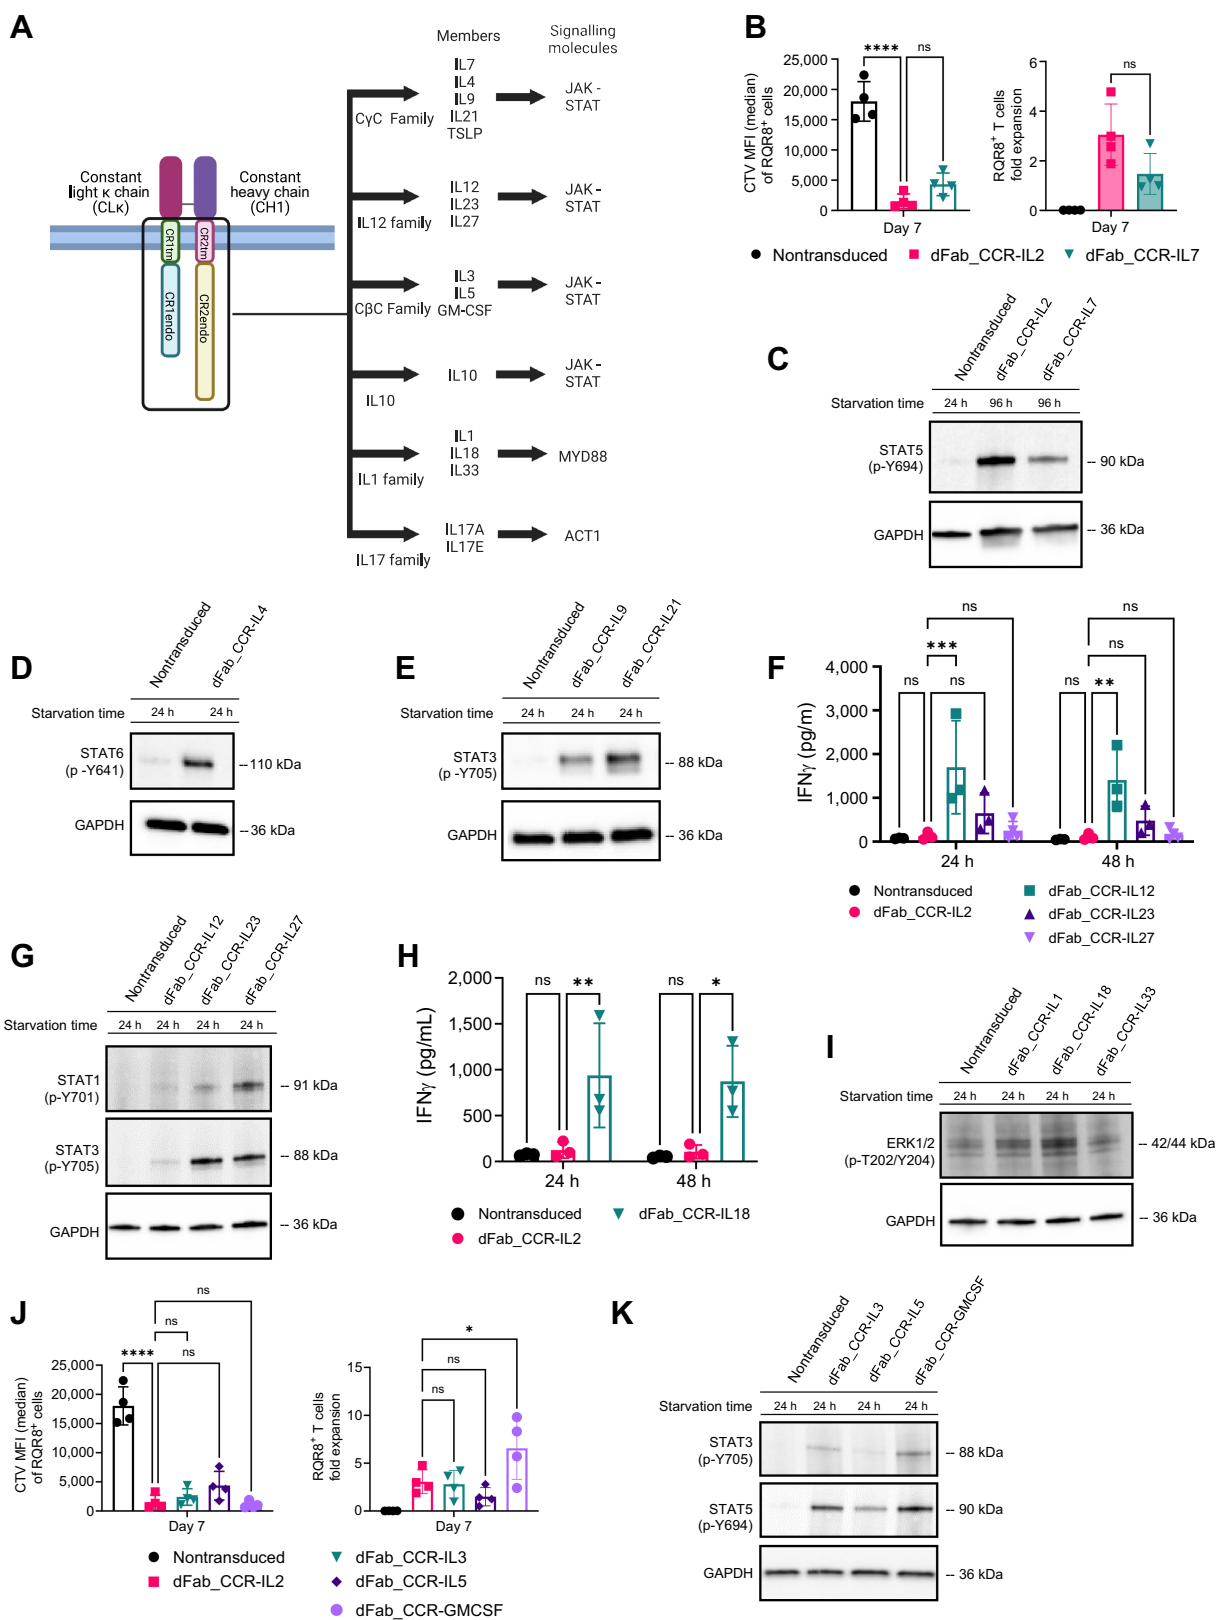 A
Members
Signalling
molecules
IL7
IL4
IL9
IL21
TSLP
CγC Family
JAK -
STAT
Constant
light κ chain
(CLκ)
Constant
heavy chain
(CH1)
CR1tm
CR2tm
CR1endo
CR2endo
IL12
IL23
IL27
IL12 family
JAK -
STAT
IL3
IL5
GM-CSF
CβC Family
JAK -
STAT
IL10
IL10
JAK -
STAT
IL1
IL18
IL33
IL1 family
MYD88
IL17A
IL17E
IL17 family
ACT1
B
CTV MFI (median)
of RQR8+ cells
25,000
20,000
15,000
10,000
5,000
0
**** ns
Day 7
RQR8+ T cells
fold expansion
6
4
2
0
ns
Day 7
Nontransduced dFab_CCR-IL2 dFab_CCR-IL7
C
Nontransduced
dFab_CCR-IL2
dFab_CCR-IL7
Starvation time 24 h 96 h 96 h
STAT5
(p-Y694)
-- 90 kDa
GAPDH
-- 36 kDa
D
Nontransduced
dFab_CCR-IL4
Starvation time 24 h 24 h
STAT6
(p -Y641)
--110 kDa
GAPDH
--36 kDa
E
Nontransduced
dFab_CCR-IL9
dFab_CCR-IL21
Starvation time 24 h 24 h 24 h
STAT3
(p -Y705)
-- 88 kDa
GAPDH
-- 36 kDa
F
IFNγ (pg/m)
4,000
3,000
2,000
1,000
0
ns
***
ns ns
ns
ns
ns **
24 h 48 h
Nontransduced
dFab_CCR-IL2
dFab_CCR-IL12
dFab_CCR-IL23
dFab_CCR-IL27
G
Nontransduced
dFab_CCR-IL12
dFab_CCR-IL23
dFab_CCR-IL27
Starvation time 24 h 24 h 24 h 24 h
STAT1
(p-Y701)
-- 91 kDa
STAT3
(p-Y705)
-- 88 kDa
GAPDH
-- 36 kDa
H
IFNγ (pg/mL)
2,000
1,500
1,000
500
0
ns ** ns *
24 h 48 h
Nontransduced dFab_CCR-IL18
dFab_CCR-IL2
I
Nontransduced
dFab_CCR-IL1
dFab_CCR-IL18
dFab_CCR-IL33
Starvation time 24 h 24 h 24 h 24 h
ERK1/2
(p-T202/Y204)
-- 42/44 kDa
GAPDH
-- 36 kDa
J
CTV MFI (median)
of RQR8+ cells
25,000
20,000
15,000
10,000
5,000
0
ns
ns
**** ns
Day 7
RQR8+ T cells
fold expansion
15
10
5
0
*
ns
ns
Day 7
Nontransduced
dFab_CCR-IL2
dFab_CCR-IL3
dFab_CCR-IL5
dFab_CCR-GMCSF
K
Nontransduced
dFab_CCR-IL3
dFab_CCR-IL5
dFab_CCR-GMCSF
Starvation time 24 h 24 h 24 h 24 h
STAT3
(p-Y705)
-- 88 kDa
STAT5
(p-Y694)
-- 90 kDa
GAPDH
-- 36 kDa